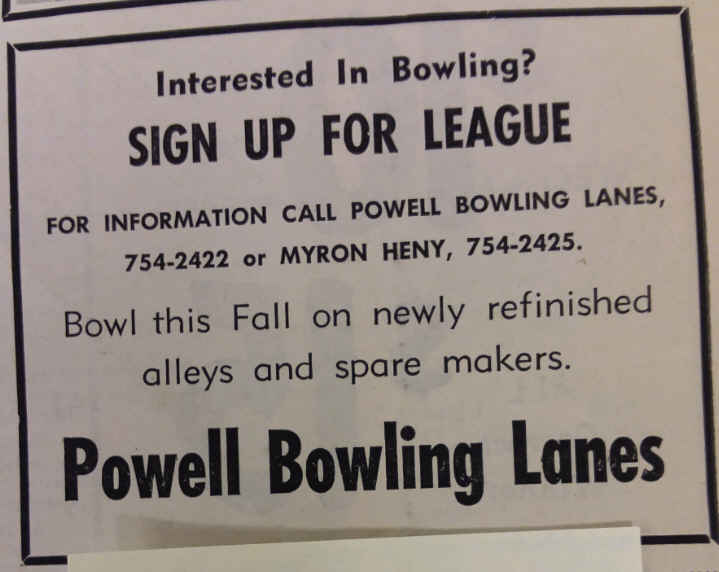 Interested In Bowling?
SIGN UP FOR LEAGUE
FOR INFORMATION CALL POWELL BOWLING LANES,
754-2422 or MYRON HENY, 754-2425.
Bowl this Fall on newly refinished
alleys and spare makers.
Powell Bowling Lanes